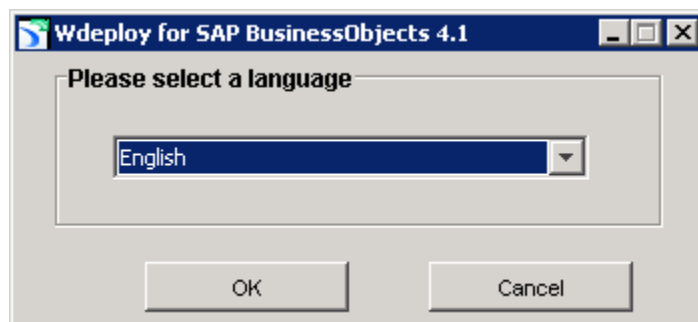 Wdeploy for SAP BusinessObjects 4.1
Please select a language
English
OK
Cancel